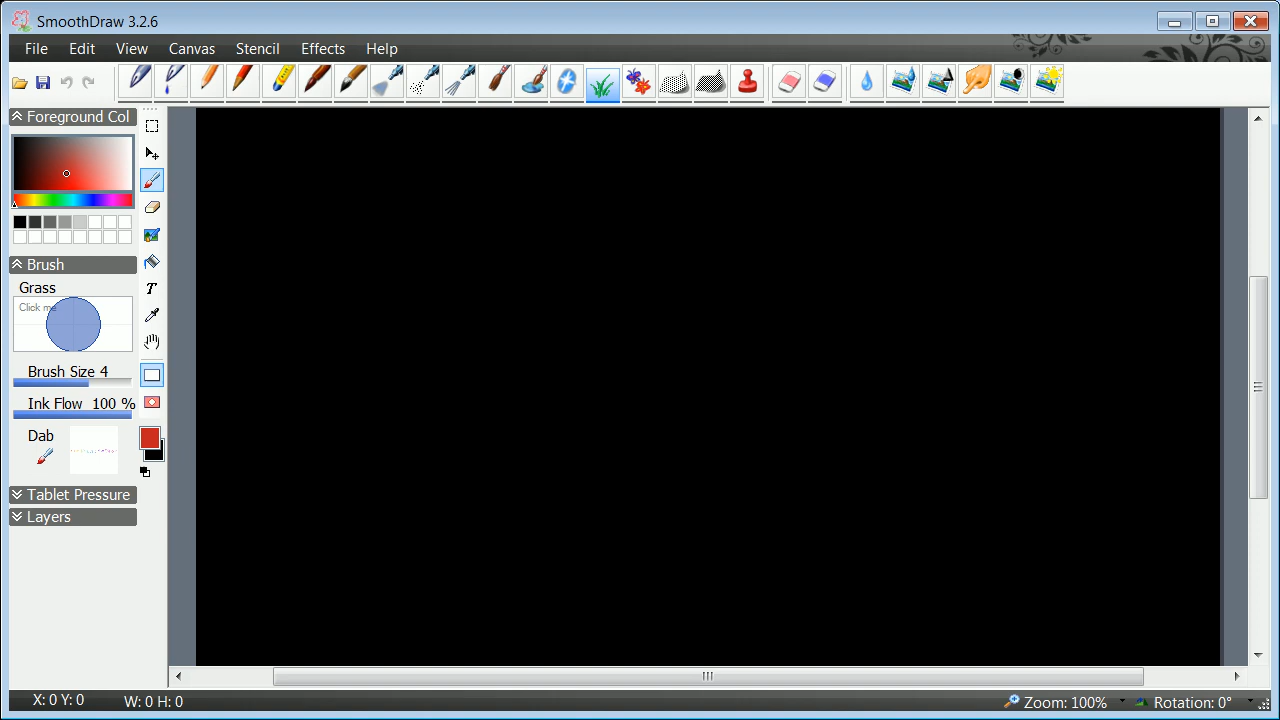 SmoothDraw 3.2.6
File Edit View Canvas Stencil Effects Help
Foreground Col
Brush
Grass
Click me
Brush Size 4
Ink Flow 100 %
Dab
T
Tablet Pressure
Layers
X: 0 Y: 0 W: 0 H: 0 Zoom: 100% Rotation: 0°